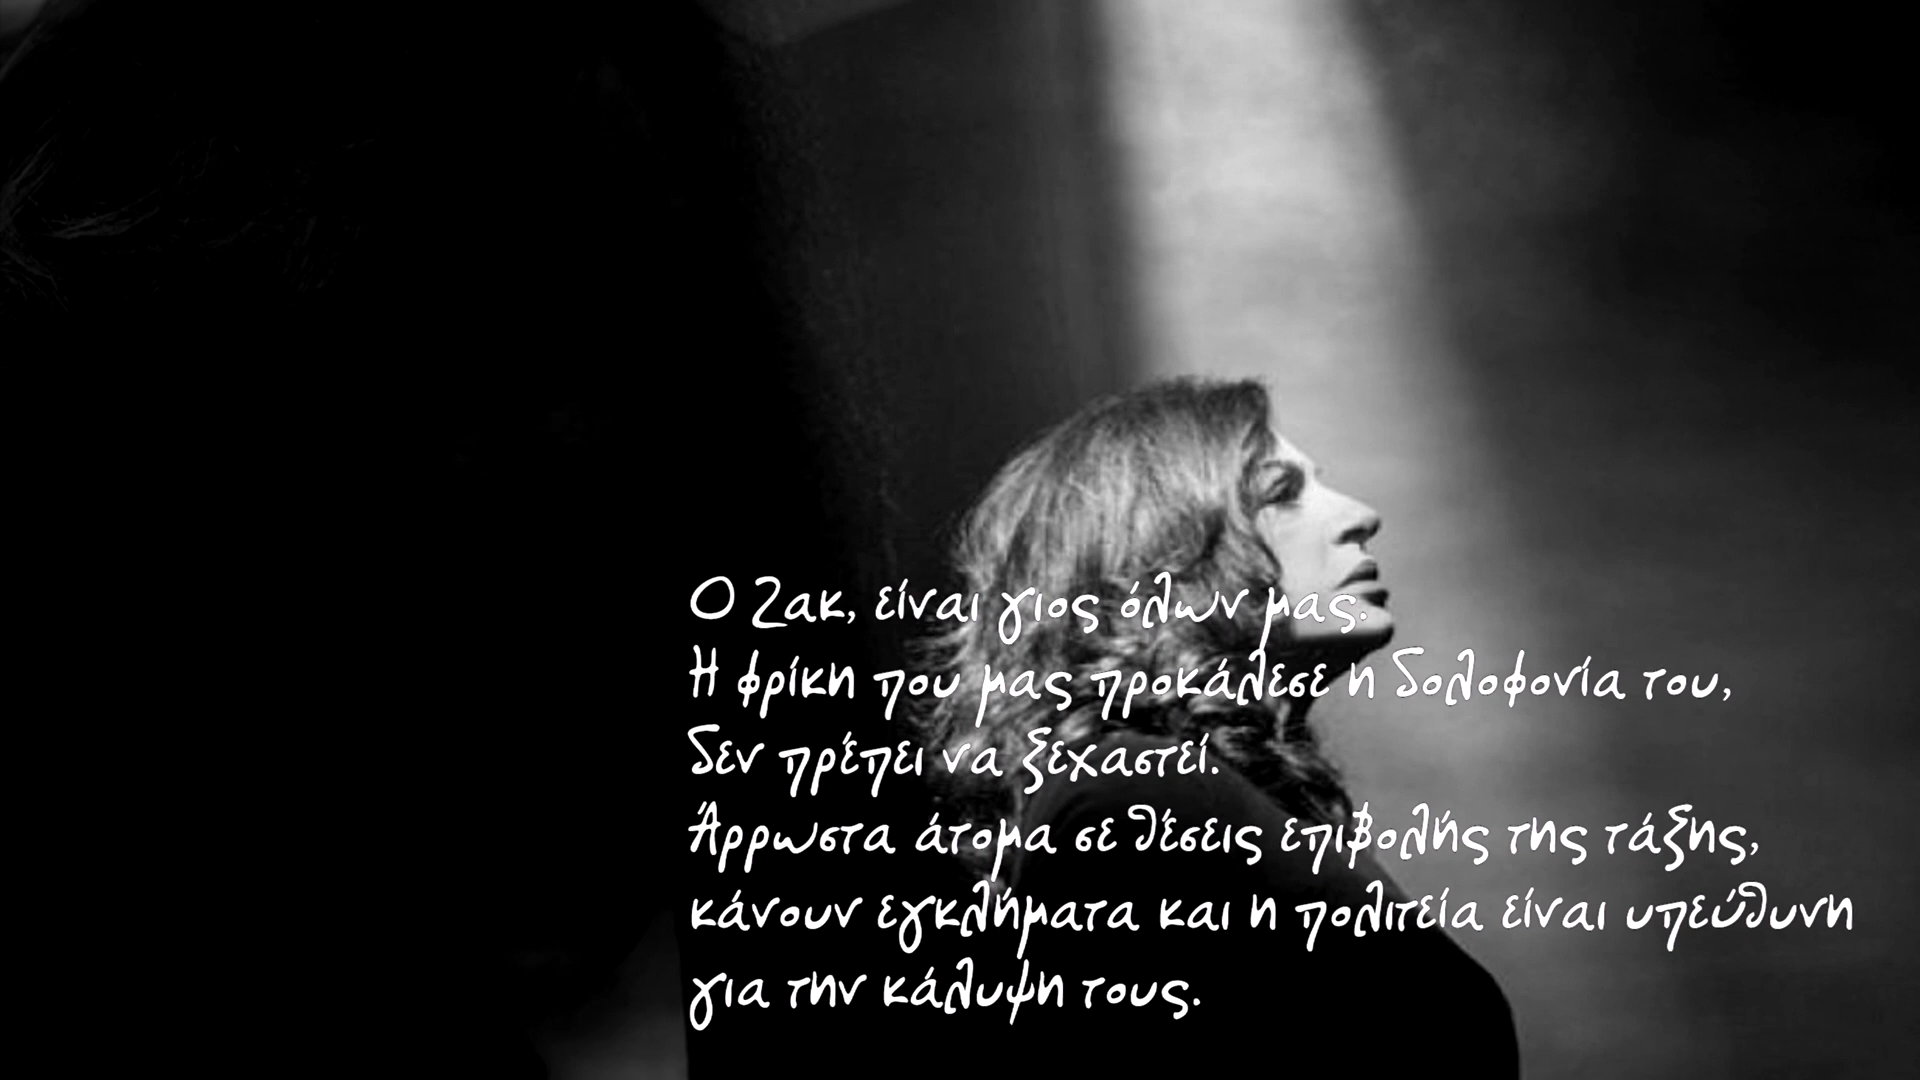 Ο Ζακ, είναι γιος όλων μας.
Η φρίκη που μας προκάλεσε η δολοφονία του,
δεν πρέπει να ξεχαστεί.
Άρρωστα άτομα σε θέσεις επιβολής της τάξης,
κάνουν εγκλήματα και η πολιτεία είναι υπεύθυνη
για την κάλυψη τους.